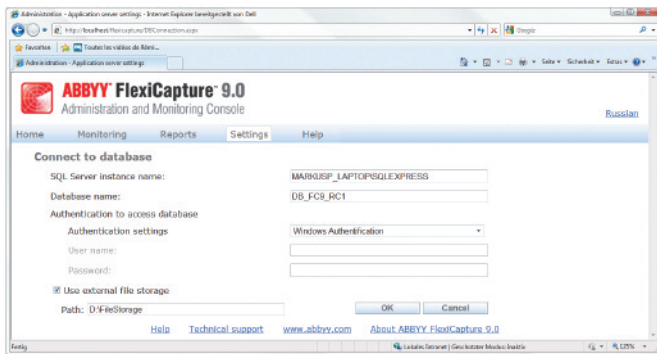 Administration - Application server settings - Internet Explorer bereitgestellt von Dell
http://localhost/flexicapture/DBConnection.aspx
Google
Favoriten Toutes les vidéos de Rémi...
Administration - Application server settings
Seite Sicherheit Extras
ABBYY® FlexiCapture® 9.0
Administration and Monitoring Console
Russian
Home Monitoring Reports Settings Help
Connect to database
SQL Server instance name: MARKUSP_LAPTOP\SQLEXPRESS
Database name: DB_FC9_RC1
Authentication to access database
Authentication settings Windows Authentification
User name:
Password:
Use external file storage
Path: D:\FileStorage OK Cancel
Help Technical support www.abbyy.com About ABBYY FlexiCapture 9.0
Fertig Lokales Intranet | Geschützter Modus: Inaktiv 125%